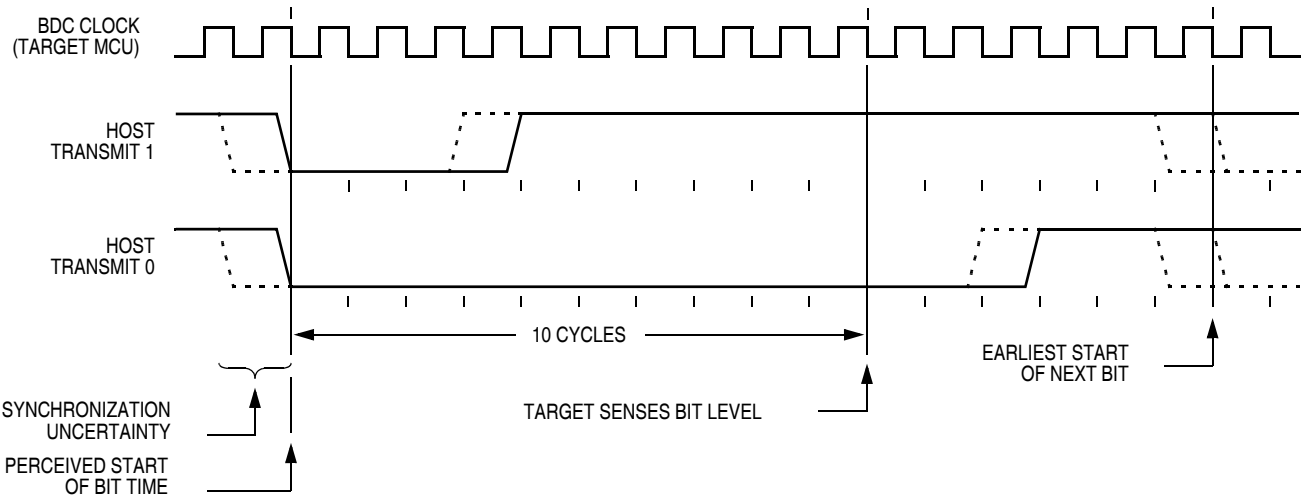 BDC CLOCK
(TARGET MCU)
HOST
TRANSMIT 1
HOST
TRANSMIT 0
10 CYCLES
EARLIEST START
OF NEXT BIT
SYNCHRONIZATION
UNCERTAINTY
TARGET SENSES BIT LEVEL
PERCEIVED START
OF BIT TIME